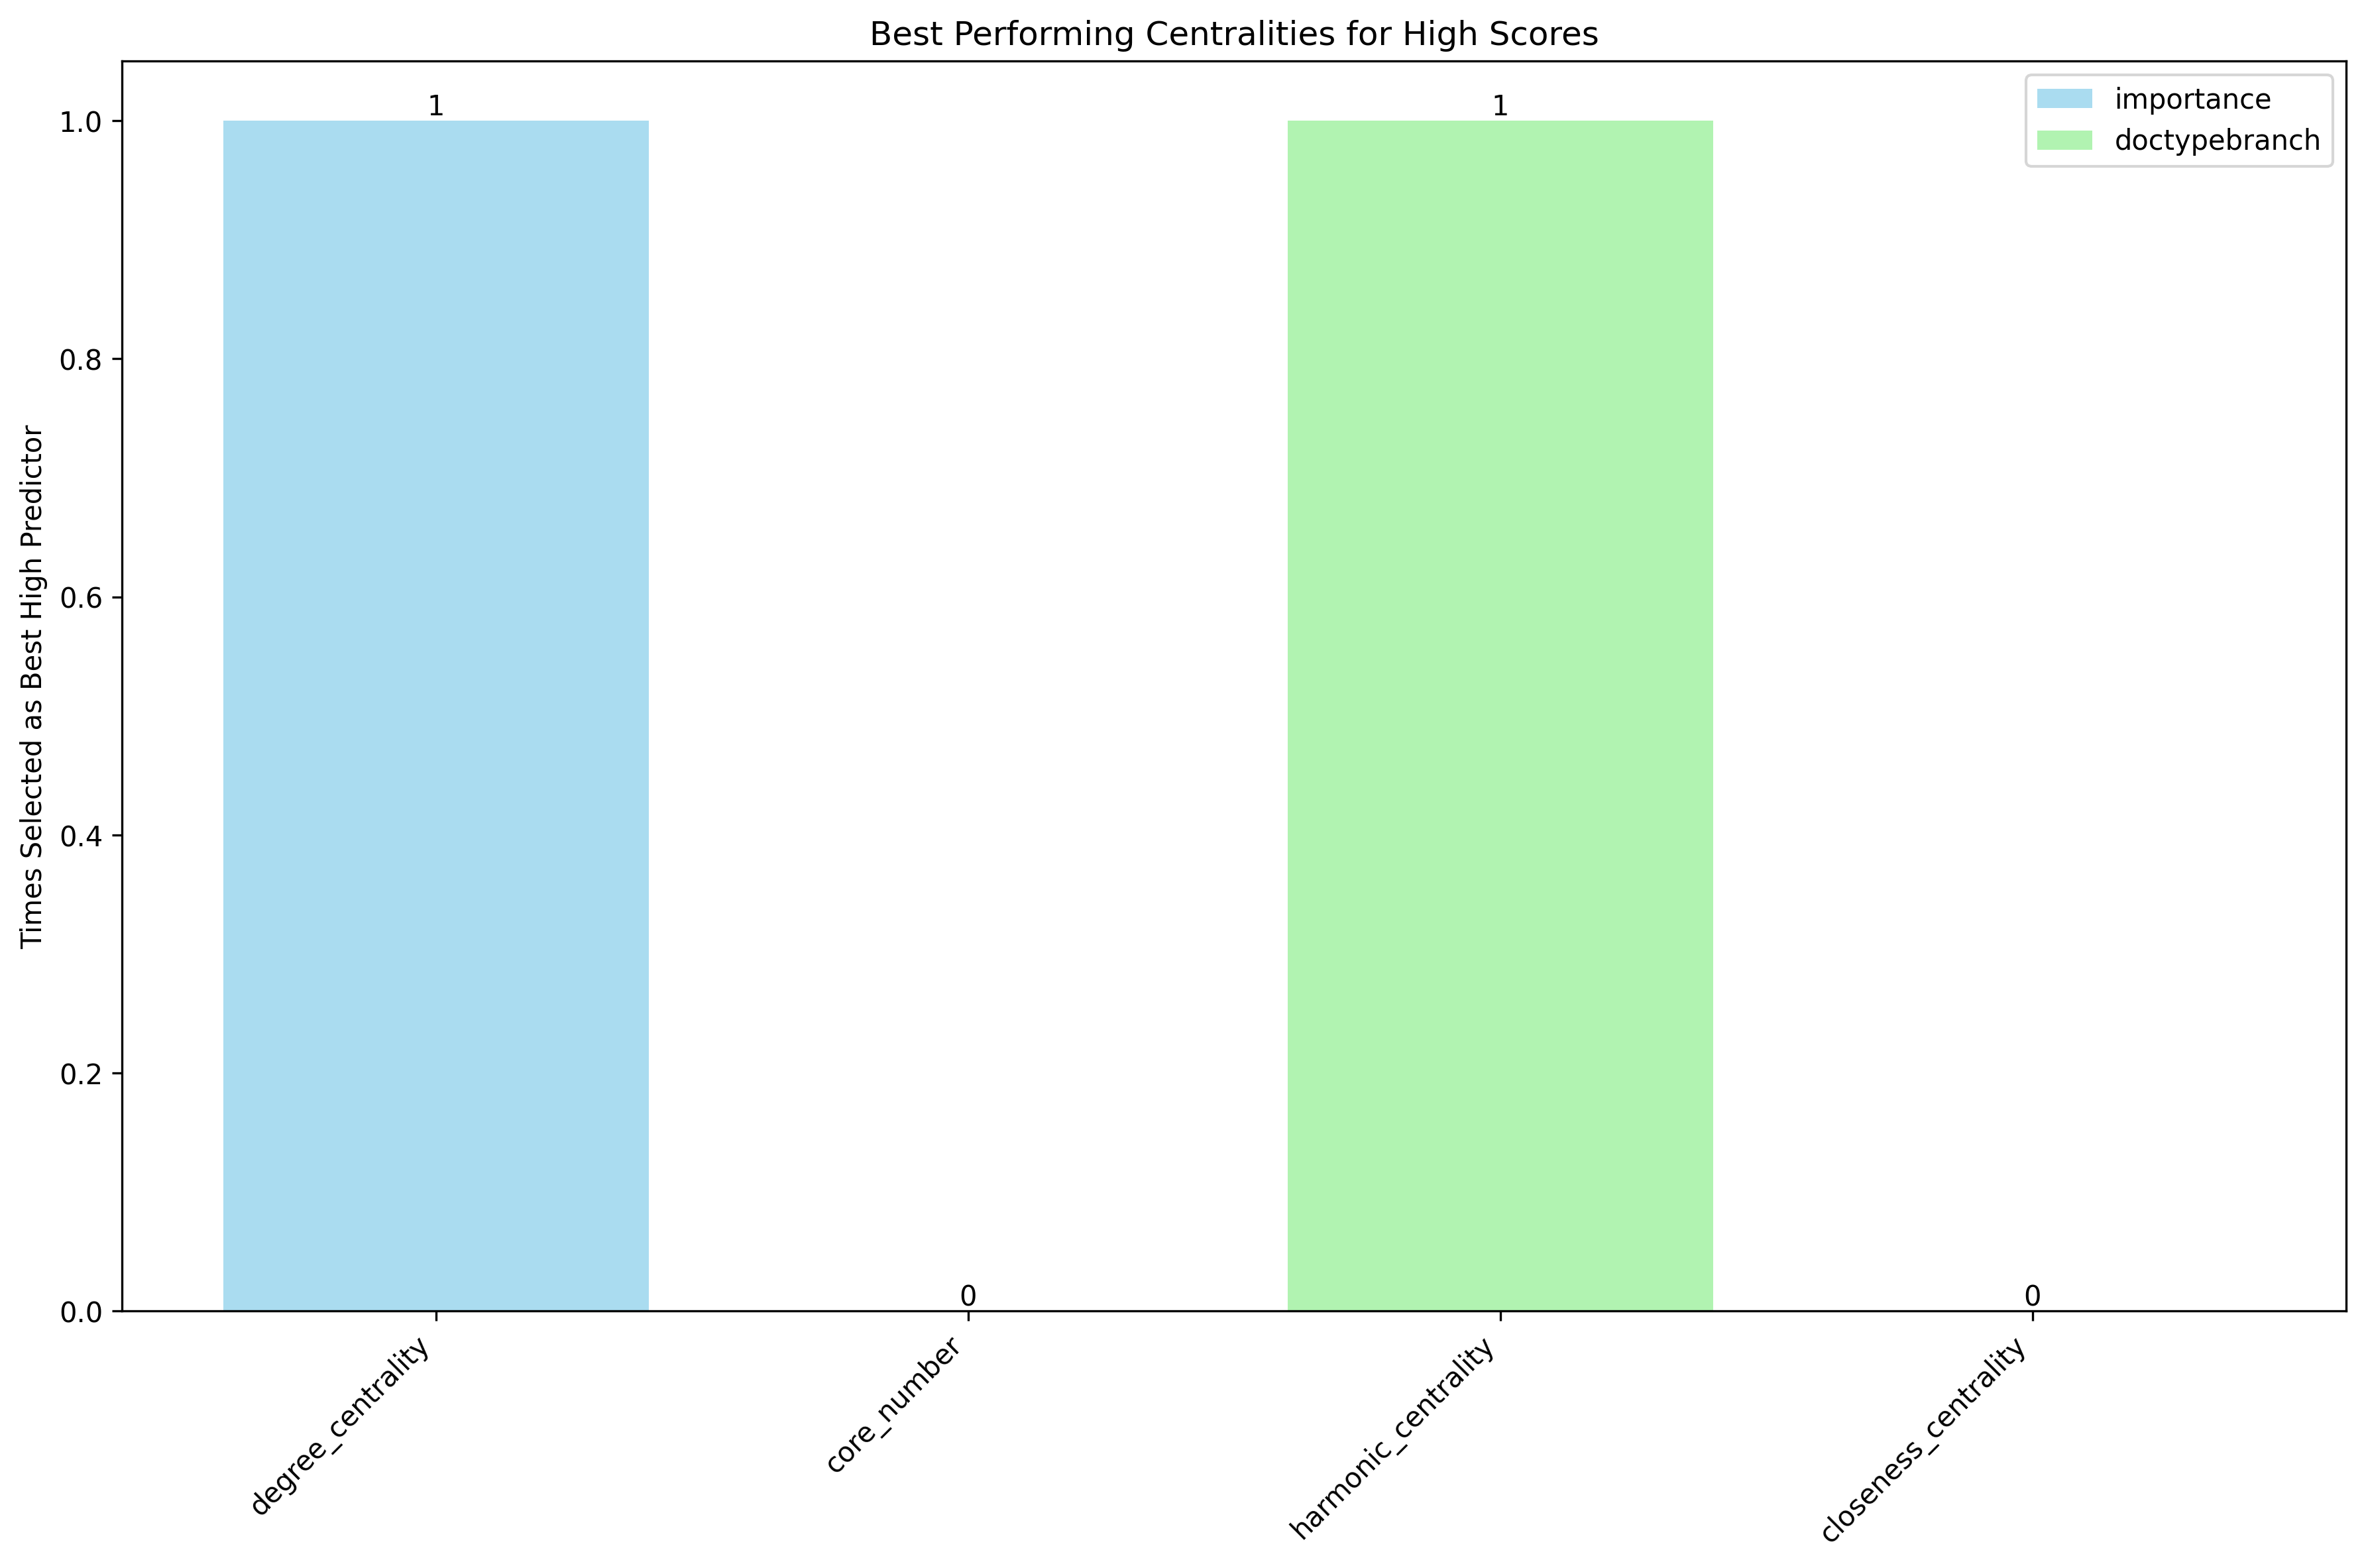 Best Performing Centralities for High Scores
importance
doctypebranch
Times Selected as Best High Predictor
1.0
0.8
0.6
0.4
0.2
0.0
1
0
1
0
degree_centrality
core_number
harmonic_centrality
closeness_centrality